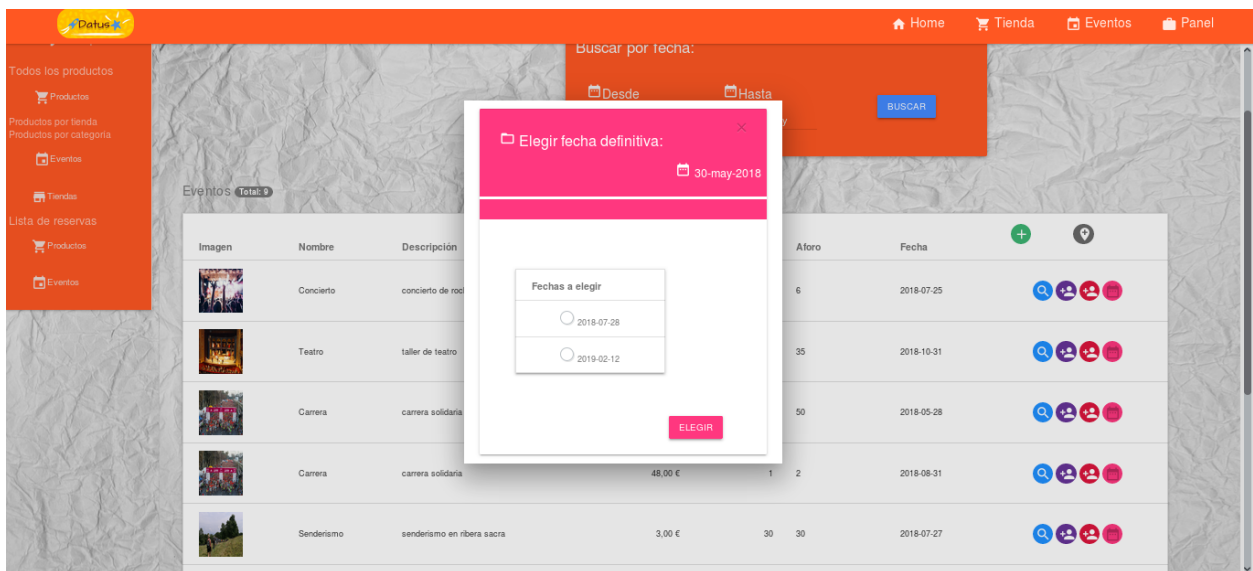 Datus
Home
Tienda
Eventos
Panel
Todos los productos
Productos
Productos por tienda
Productos por categoria
Eventos
Tiendas
Lista de reservas
Productos
Eventos
Buscar por fecha:
Desde
Hasta
BUSCAR
Elegir fecha definitiva:
30-may-2018
Fechas a elegir
2018-07-28
2019-02-12
ELEGIR
Eventos Total: 9
Imagen Nombre Descripción Aforo Fecha
Concierto concierto de roc 6 2018-07-25
Teatro taller de teatro 35 2018-10-31
Carrera carrera solidaria 50 2018-05-28
Carrera carrera solidaria 48,00 € 1 2 2018-08-31
Senderismo senderismo en ribera sacra 3,00 € 30 30 2018-07-27